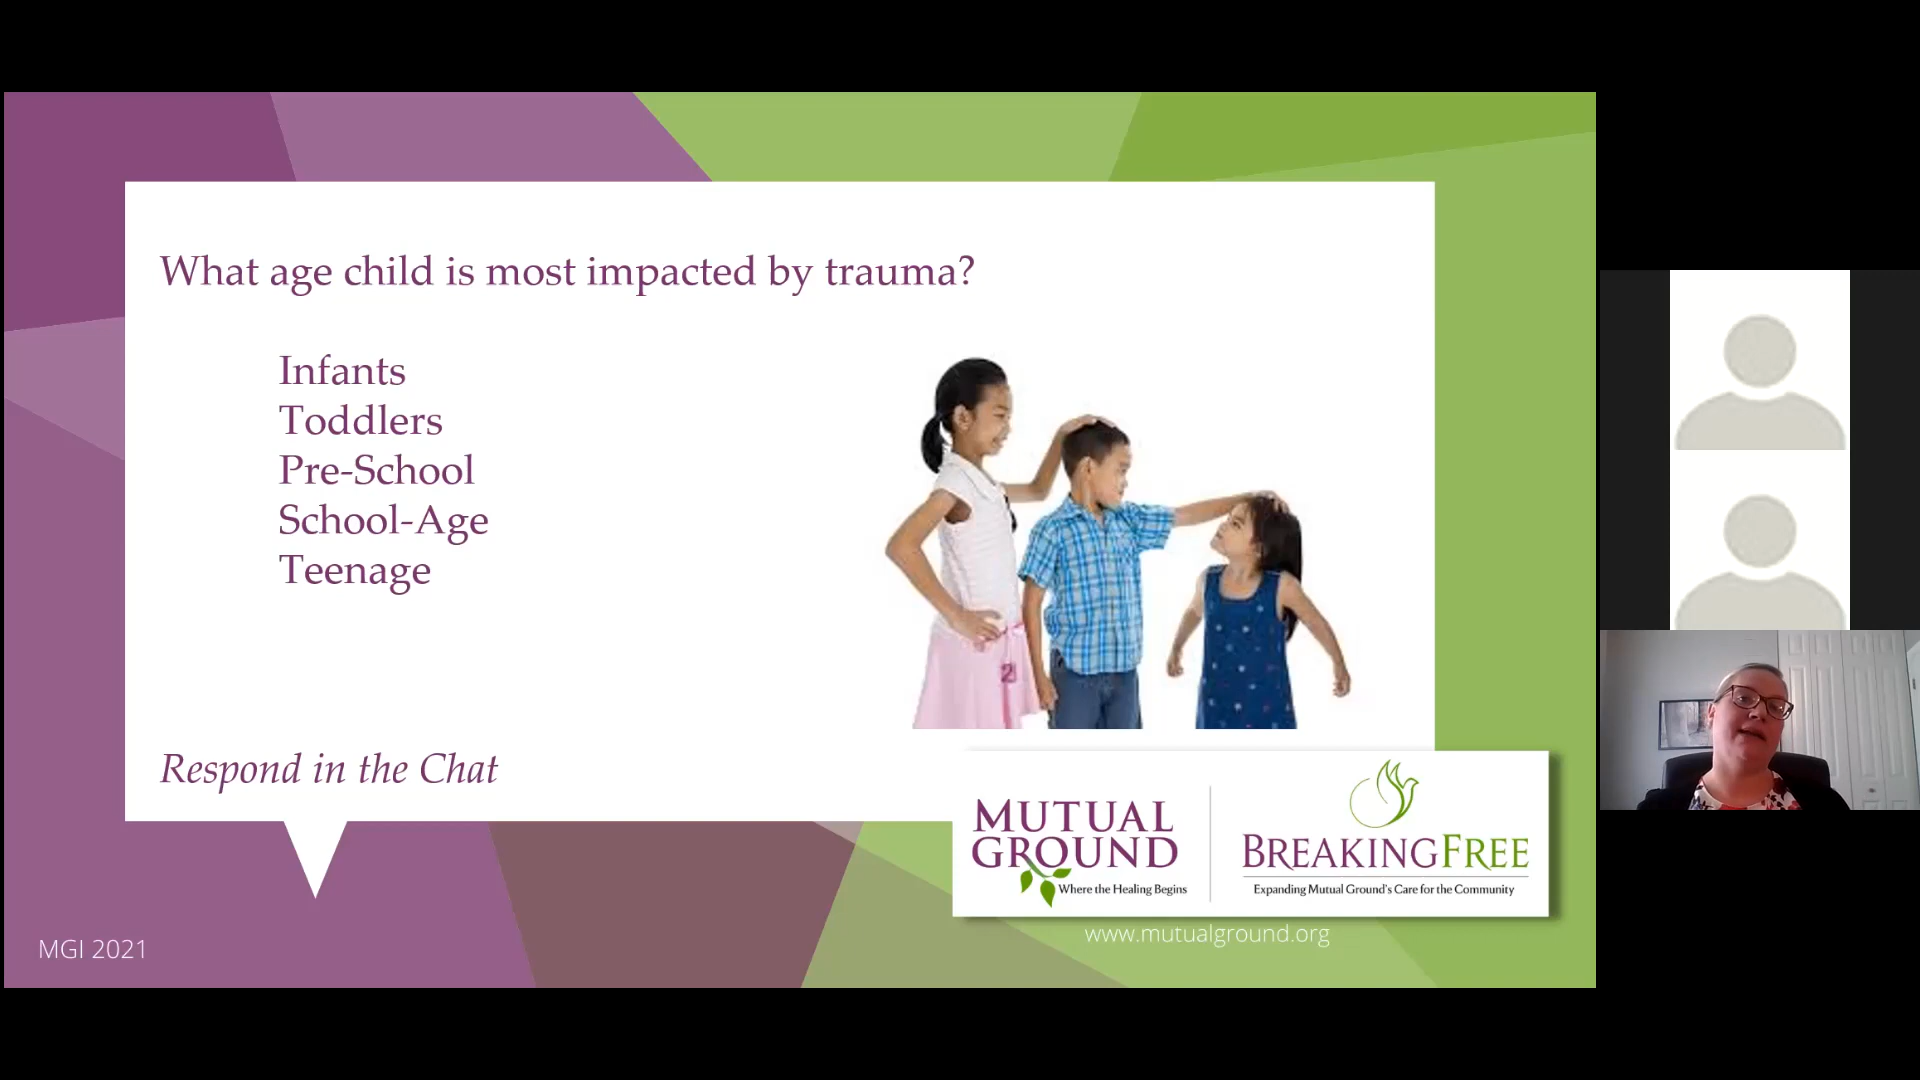 What age child is most impacted by trauma?
Infants
Toddlers
Pre-School
School-Age
Teenage
Respond in the Chat
MUTUAL
GROUND
Where the Healing Begins
BREAKINGFREE
Expanding Mutual Ground's Care for the Community
www.mutualground.org
MGI 2021